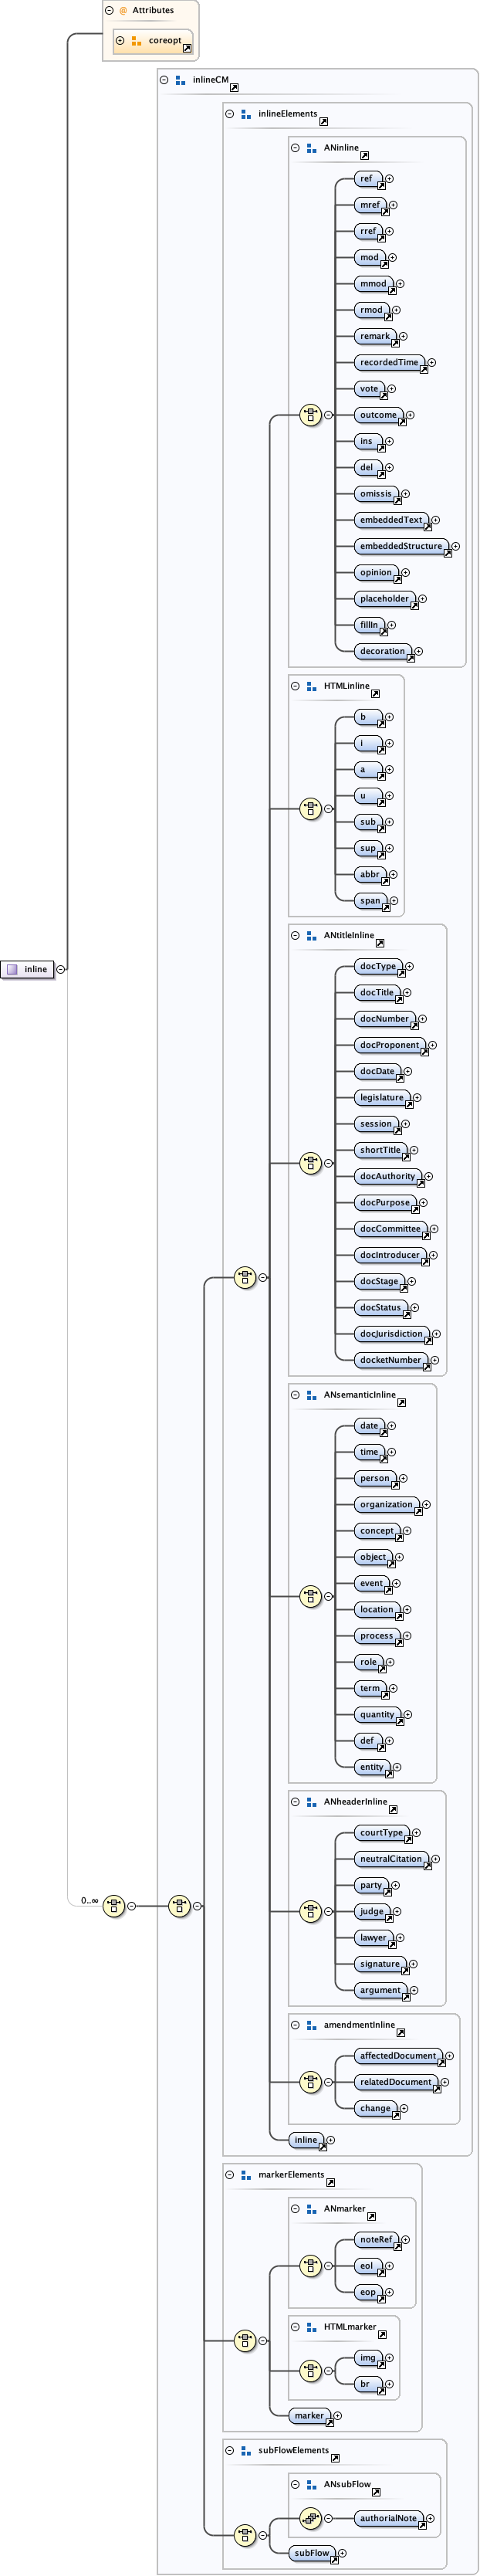 @ Attributes
coreopt
inlineCM
inlineElements
ANinline
ref
mref
rref
mod
mmod
rmod
remark
recordedTime
vote
outcome
ins
del
omissis
embeddedText
embeddedStructure
opinion
placeholder
fillIn
decoration
HTMLinline
b
i
a
u
sub
sup
abbr
span
ANtitleInline
inline
docType
docTitle
docNumber
docProponent
docDate
legislature
session
shortTitle
docAuthority
docPurpose
docCommittee
docIntroducer
docStage
docStatus
docJurisdiction
docketNumber
ANsemanticInline
date
time
person
organization
concept
object
event
location
process
role
term
quantity
def
entity
ANheaderInline
courtType
neutralCitation
party
0..∞
judge
lawyer
signature
argument
amendmentInline
affectedDocument
relatedDocument
change
inline
markerElements
ANmarker
noteRef
eol
eop
HTMLmarker
img
br
marker
subFlowElements
ANsubFlow
authorialNote
subFlow